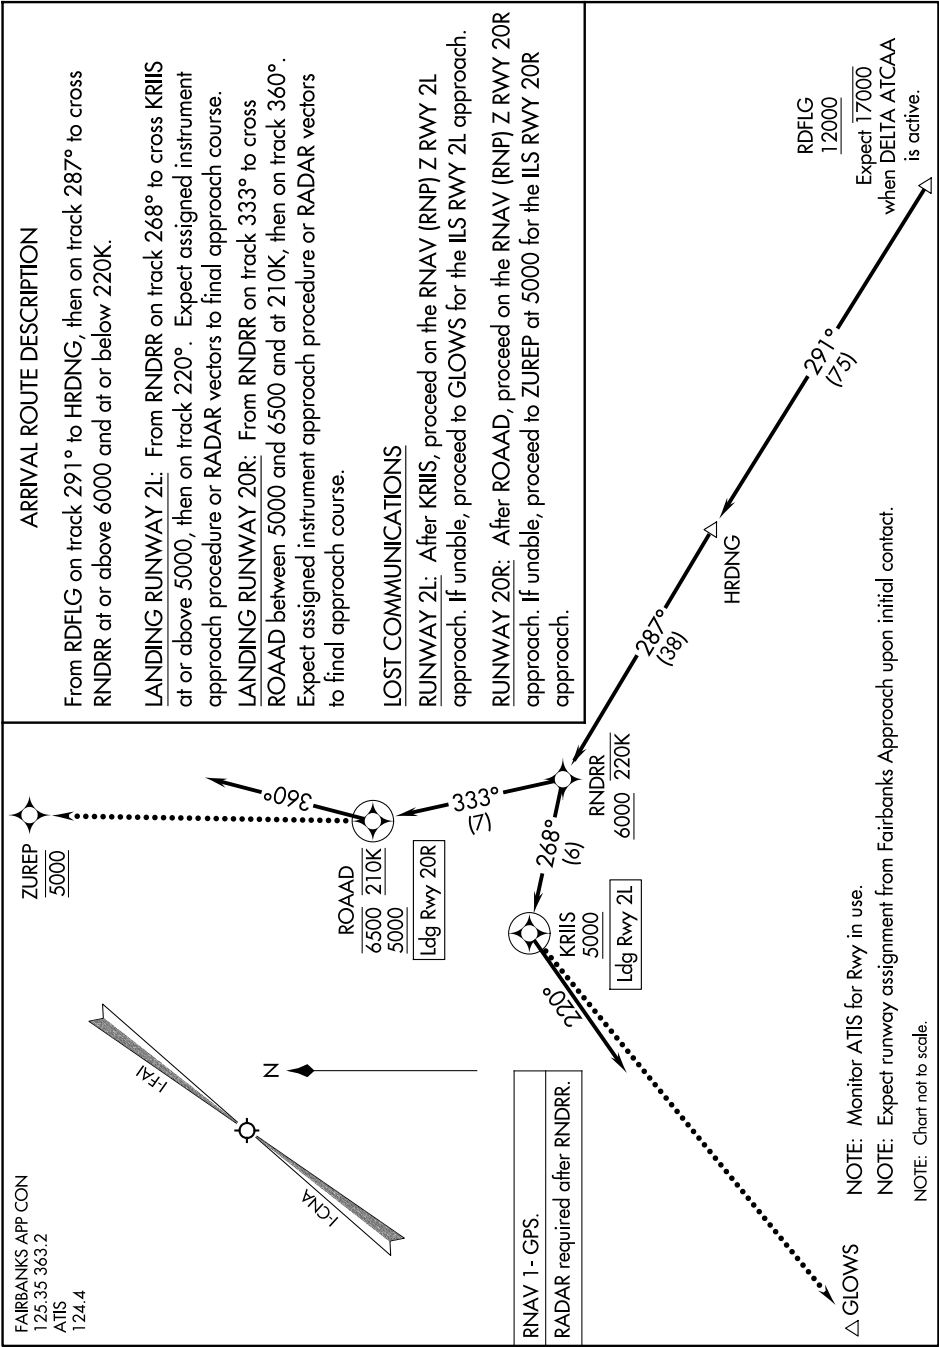 ARRIVAL ROUTE DESCRIPTION
From RDFLG on track 291° to HRDNG, then on track 287° to cross
RNDRR at or above 6000 and at or below 220K.
LANDING RUNWAY 2L: From RNDRR on track 268° to cross KRIIS
at or above 5000, then on track 220°. Expect assigned instrument
approach procedure or RADAR vectors to final approach course.
LANDING RUNWAY 20R: From RNDRR on track 333° to cross
ROAAD between 5000 and 6500 and at 210K, then on track 360°.
Expect assigned instrument approach procedure or RADAR vectors
to final approach course.
LOST COMMUNICATIONS
RUNWAY 2L: After KRIIS, proceed on the RNAV (RNP) Z RWY 2L
approach. If unable, proceed to GLOWS for the ILS RWY 2L approach.
RUNWAY 20R: After ROAAD, proceed on the RNAV (RNP) Z RWY 20R
approach. If unable, proceed to ZUREP at 5000 for the ILS RWY 20R
approach.
FAIRBANKS APP CON
125.35 363.2
ATIS
124.4
I-FAI
I-CNA
N
ZUREP
5000
360°
ROAAD
6500 210K
5000
Ldg Rwy 20R
333°
(7)
RNDRR
6000 220K
268°
(6)
KRIIS
5000
Ldg Rwy 2L
220°
RNAV 1 - GPS.
RADAR required after RNDRR.
287°
(38)
HRDNG
291°
(75)
RDFLG
12000
Expect 17000
when DELTA ATCAA
is active.
GLOWS
NOTE: Monitor ATIS for Rwy in use.
NOTE: Expect runway assignment from Fairbanks Approach upon initial contact.
NOTE: Chart not to scale.